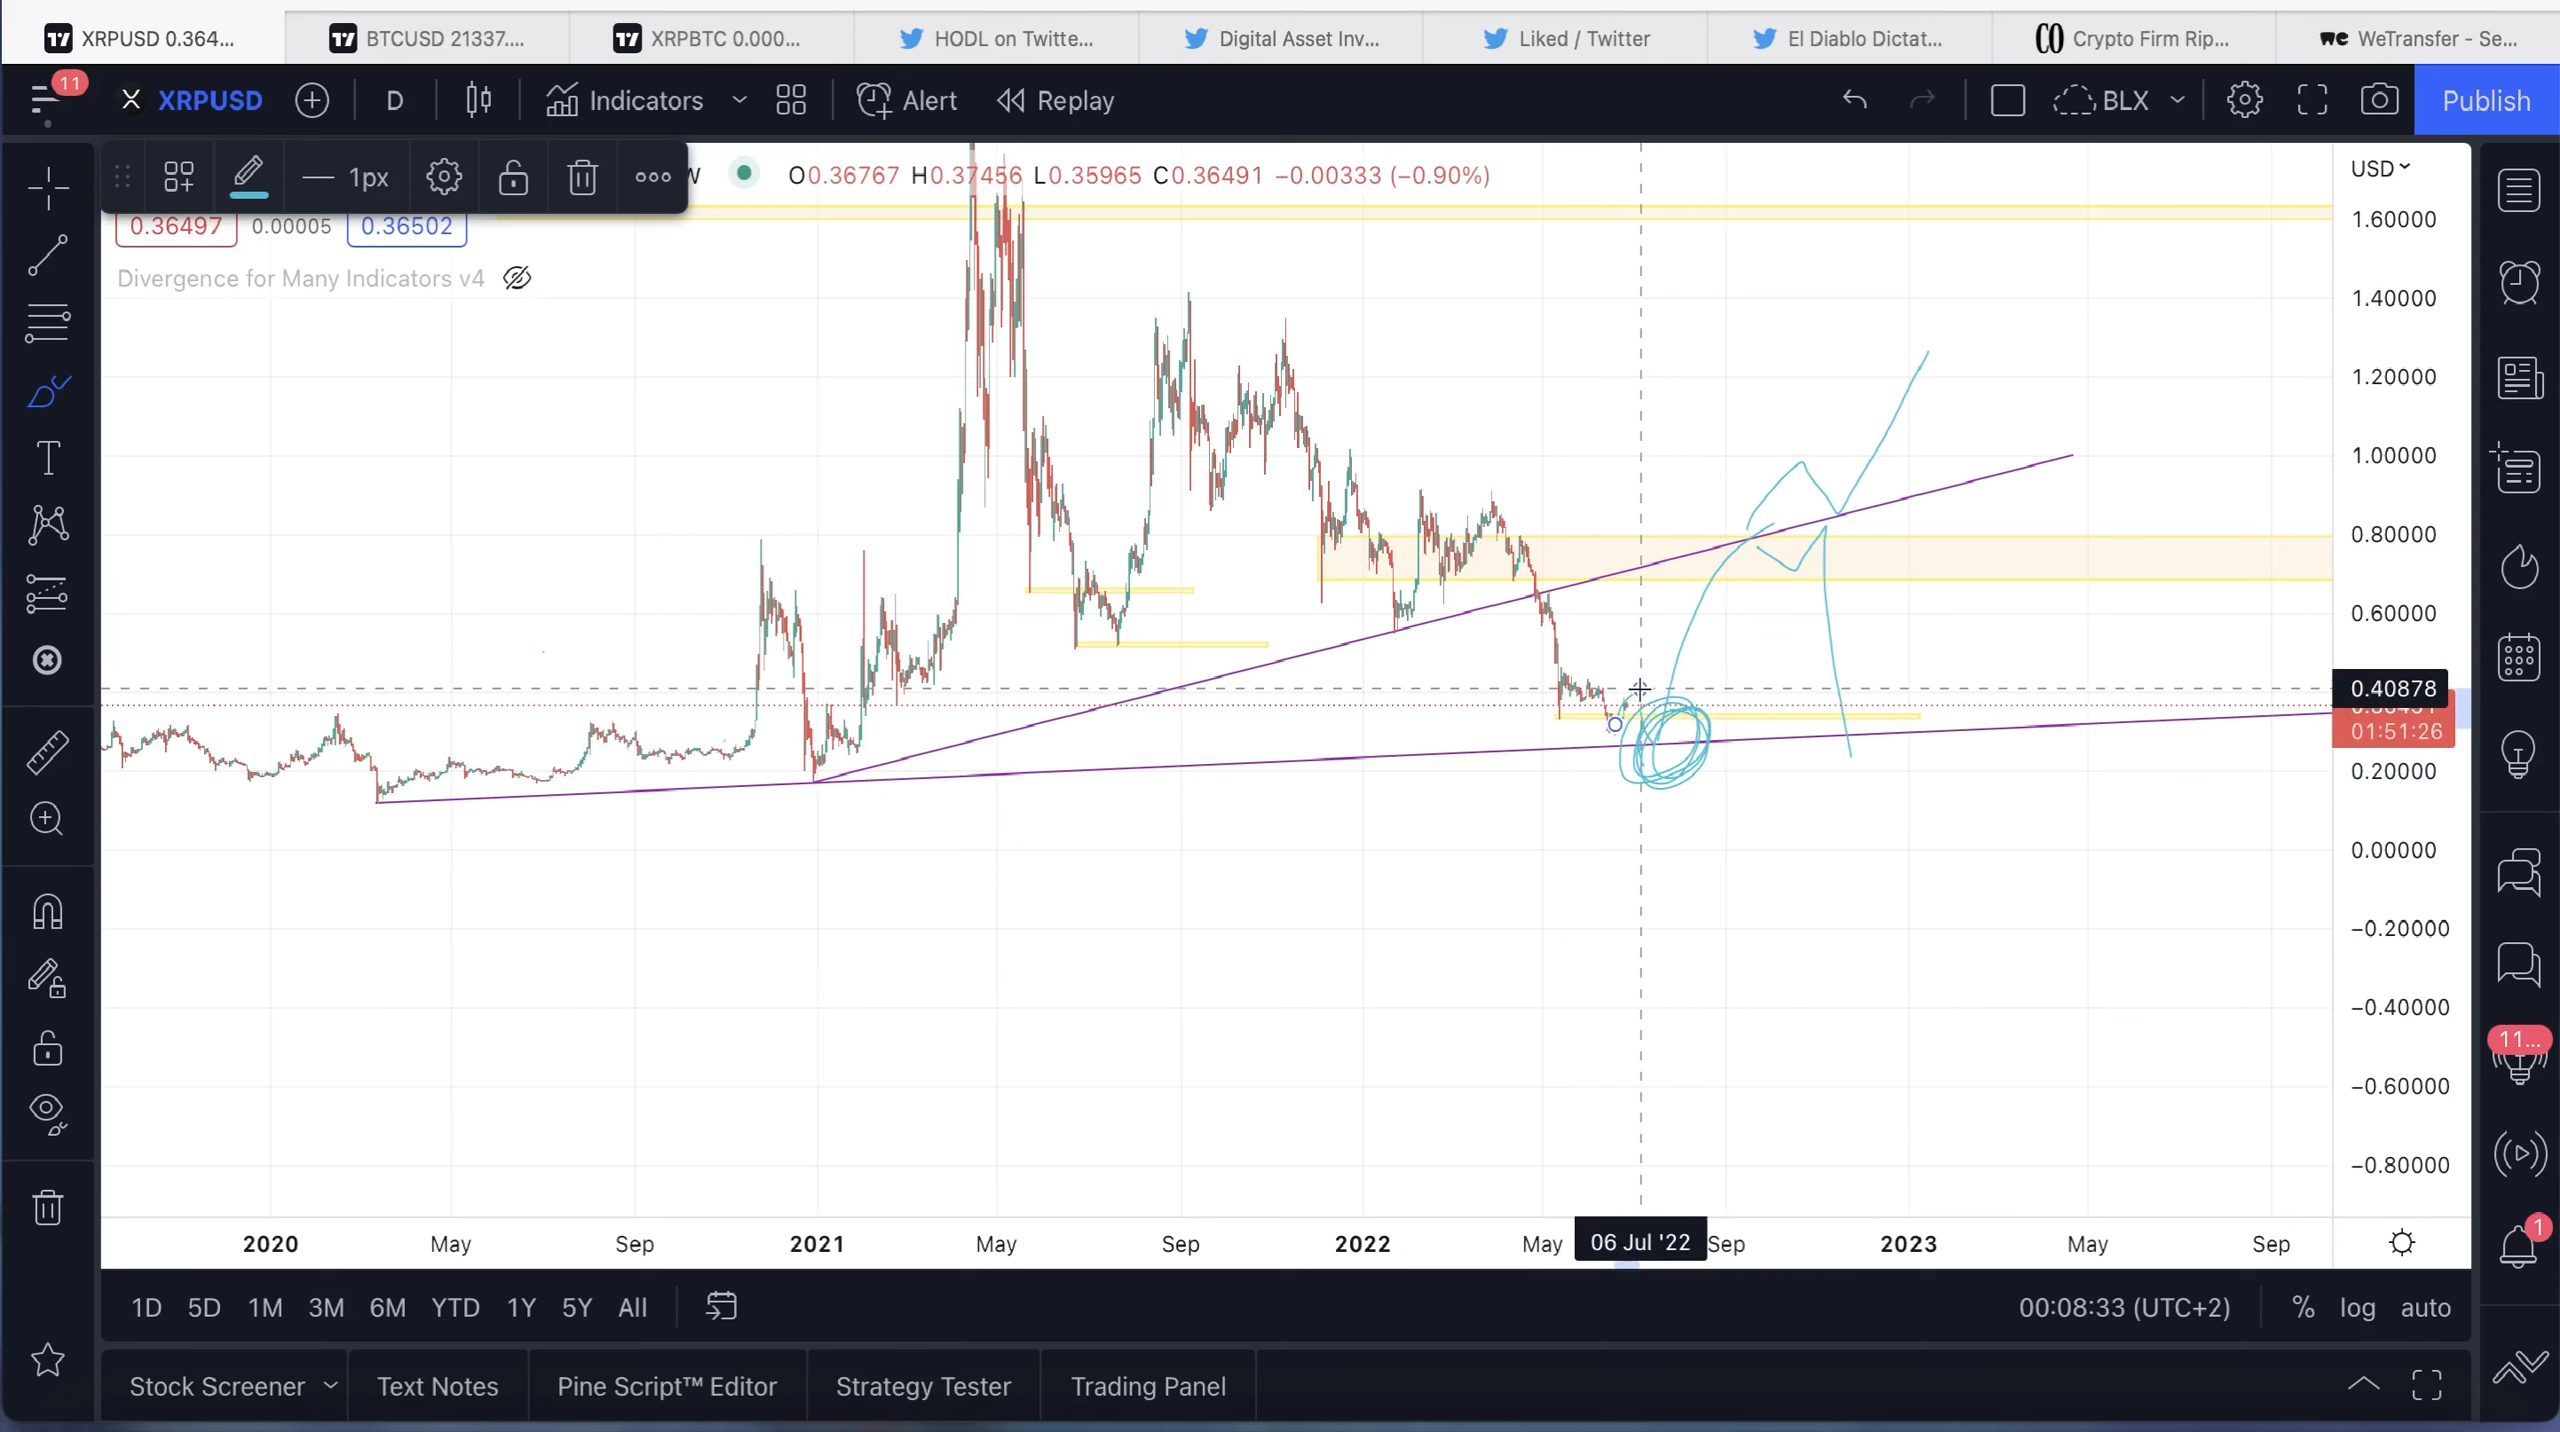 XRPUSD 0.364... BTCUSD 21337.... XRPBTC 0.000... HODL on Twitte... Digital Asset Inv... Liked / Twitter El Diablo Dictat... CO Crypto Firm Rip... we WeTransfer - Se...
11 XRPUSD D Indicators Alert Replay BLX Publish
1px W O0.36767 H0.37456 L0.35965 C0.36491 −0.00333 (−0.90%) USD
0.36497 0.00005 0.36502
Divergence for Many Indicators v4
1.60000
1.40000
1.20000
1.00000
0.80000
0.60000
0.40878
01:51:26
0.20000
0.00000
−0.20000
−0.40000
−0.60000
−0.80000
11...
1
2020 May Sep 2021 May Sep 2022 May 06 Jul '22 Sep 2023 May Sep
1D 5D 1M 3M 6M YTD 1Y 5Y All 00:08:33 (UTC+2) % log auto
Stock Screener Text Notes Pine Script™ Editor Strategy Tester Trading Panel